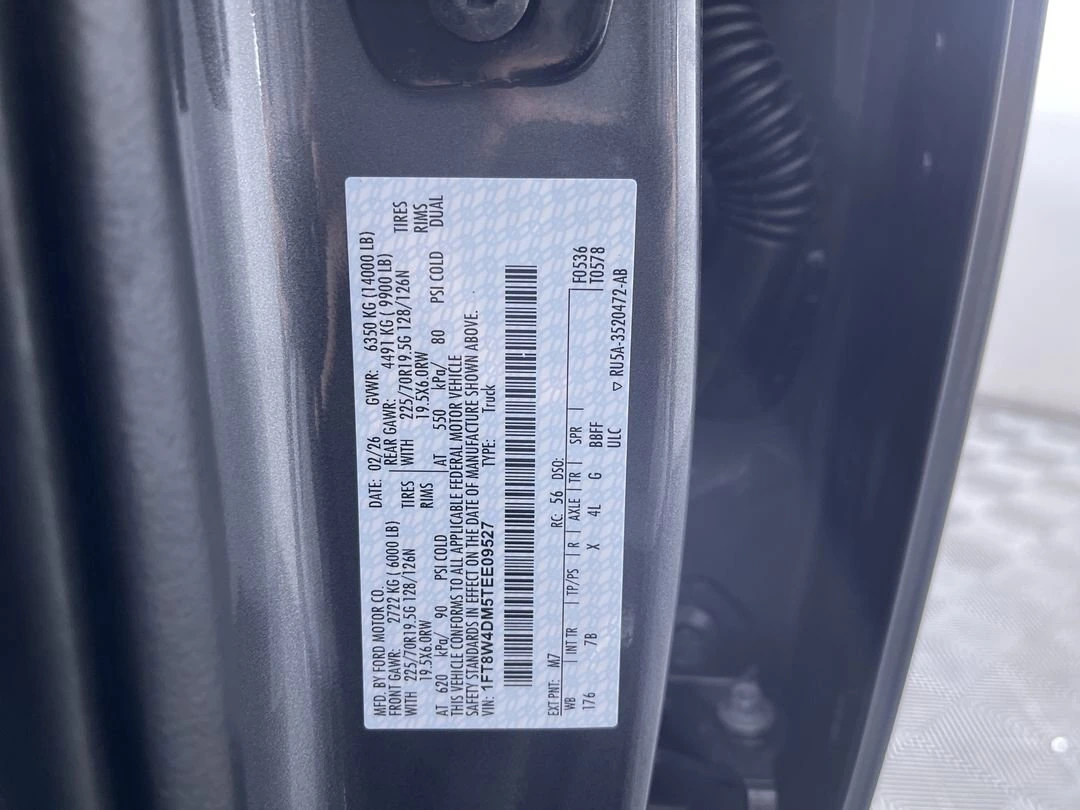 MFD. BY FORD MOTOR CO. DATE: 02/26 GVWR: 6350 KG (14000 LB)
FRONT GAWR: 2722 KG ( 6000 LB) REAR GAWR: 4491 KG ( 9900 LB)
WITH 225/70R19.5G 128/126N TIRES WITH 225/70R19.5G 128/126N TIRES
19.5X6.0RW RIMS 19.5X6.0RW RIMS
AT 620 kPa/ 90 PSI COLD AT 550 kPa/ 80 PSI COLD DUAL
THIS VEHICLE CONFORMS TO ALL APPLICABLE FEDERAL MOTOR VEHICLE
SAFETY STANDARDS IN EFFECT ON THE DATE OF MANUFACTURE SHOWN ABOVE.
VIN: 1FT8W4DM5TEE09527 TYPE: Truck
EXT PNT: M7 RC: 56 DSO: F0536
WB INT TR TP/PS R AXLE TR SPR T0578
176 7B X 4L G BBFF
ULC ▽ RU5A-3520472-AB